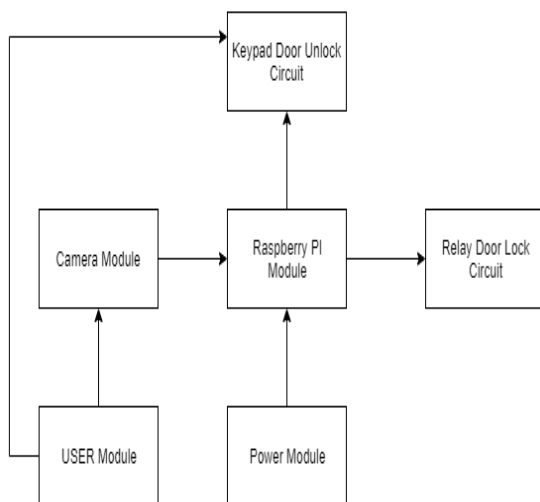 Keypad Door Unlock
Circuit
Camera Module
Raspberry PI
Module
Relay Door Lock
Circuit
USER Module
Power Module